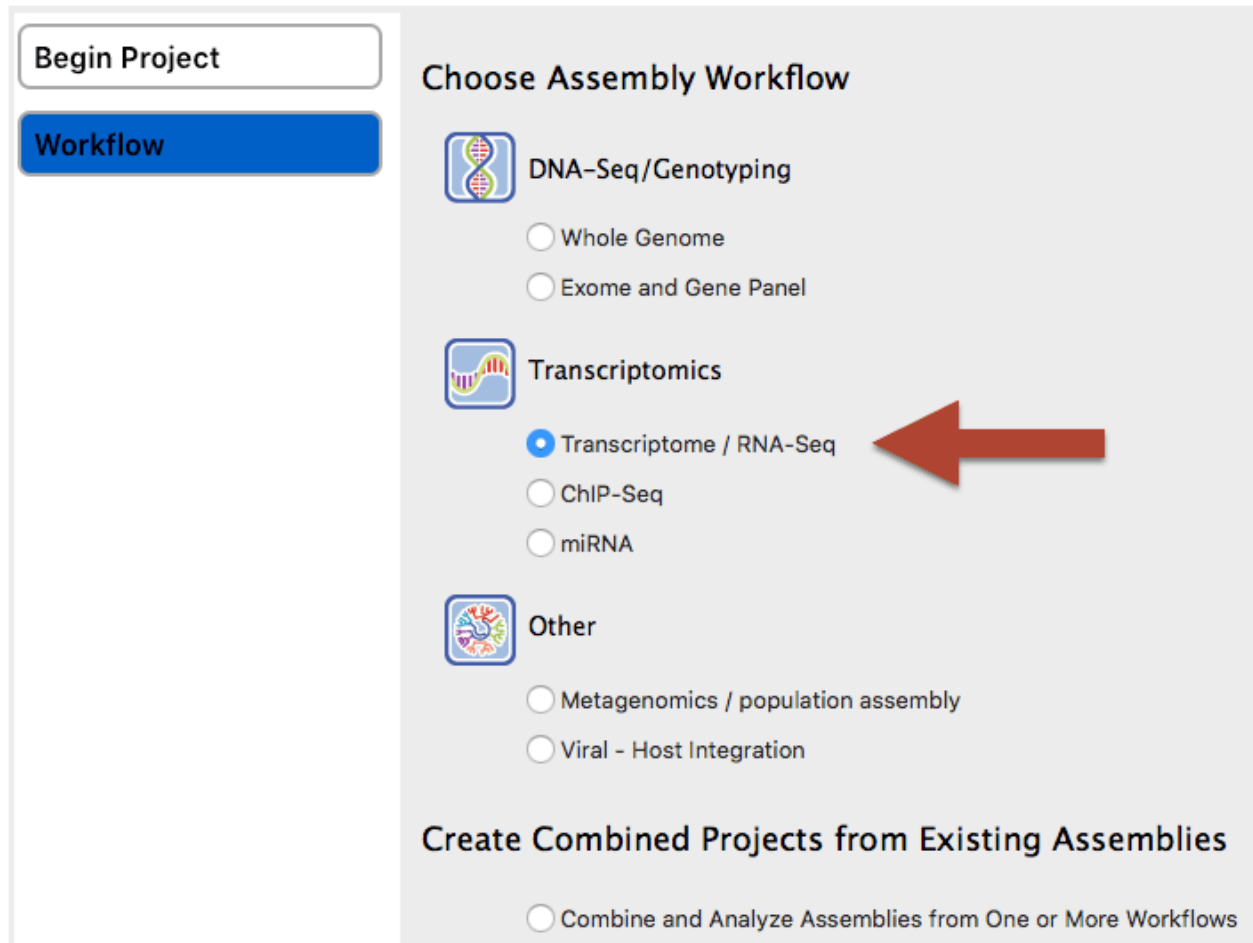 Begin Project
Workflow
Choose Assembly Workflow
DNA-Seq/Genotyping
Whole Genome
Exome and Gene Panel
Transcriptomics
Transcriptome / RNA-Seq
ChIP-Seq
miRNA
Other
Metagenomics / population assembly
Viral - Host Integration
Create Combined Projects from Existing Assemblies
Combine and Analyze Assemblies from One or More Workflows